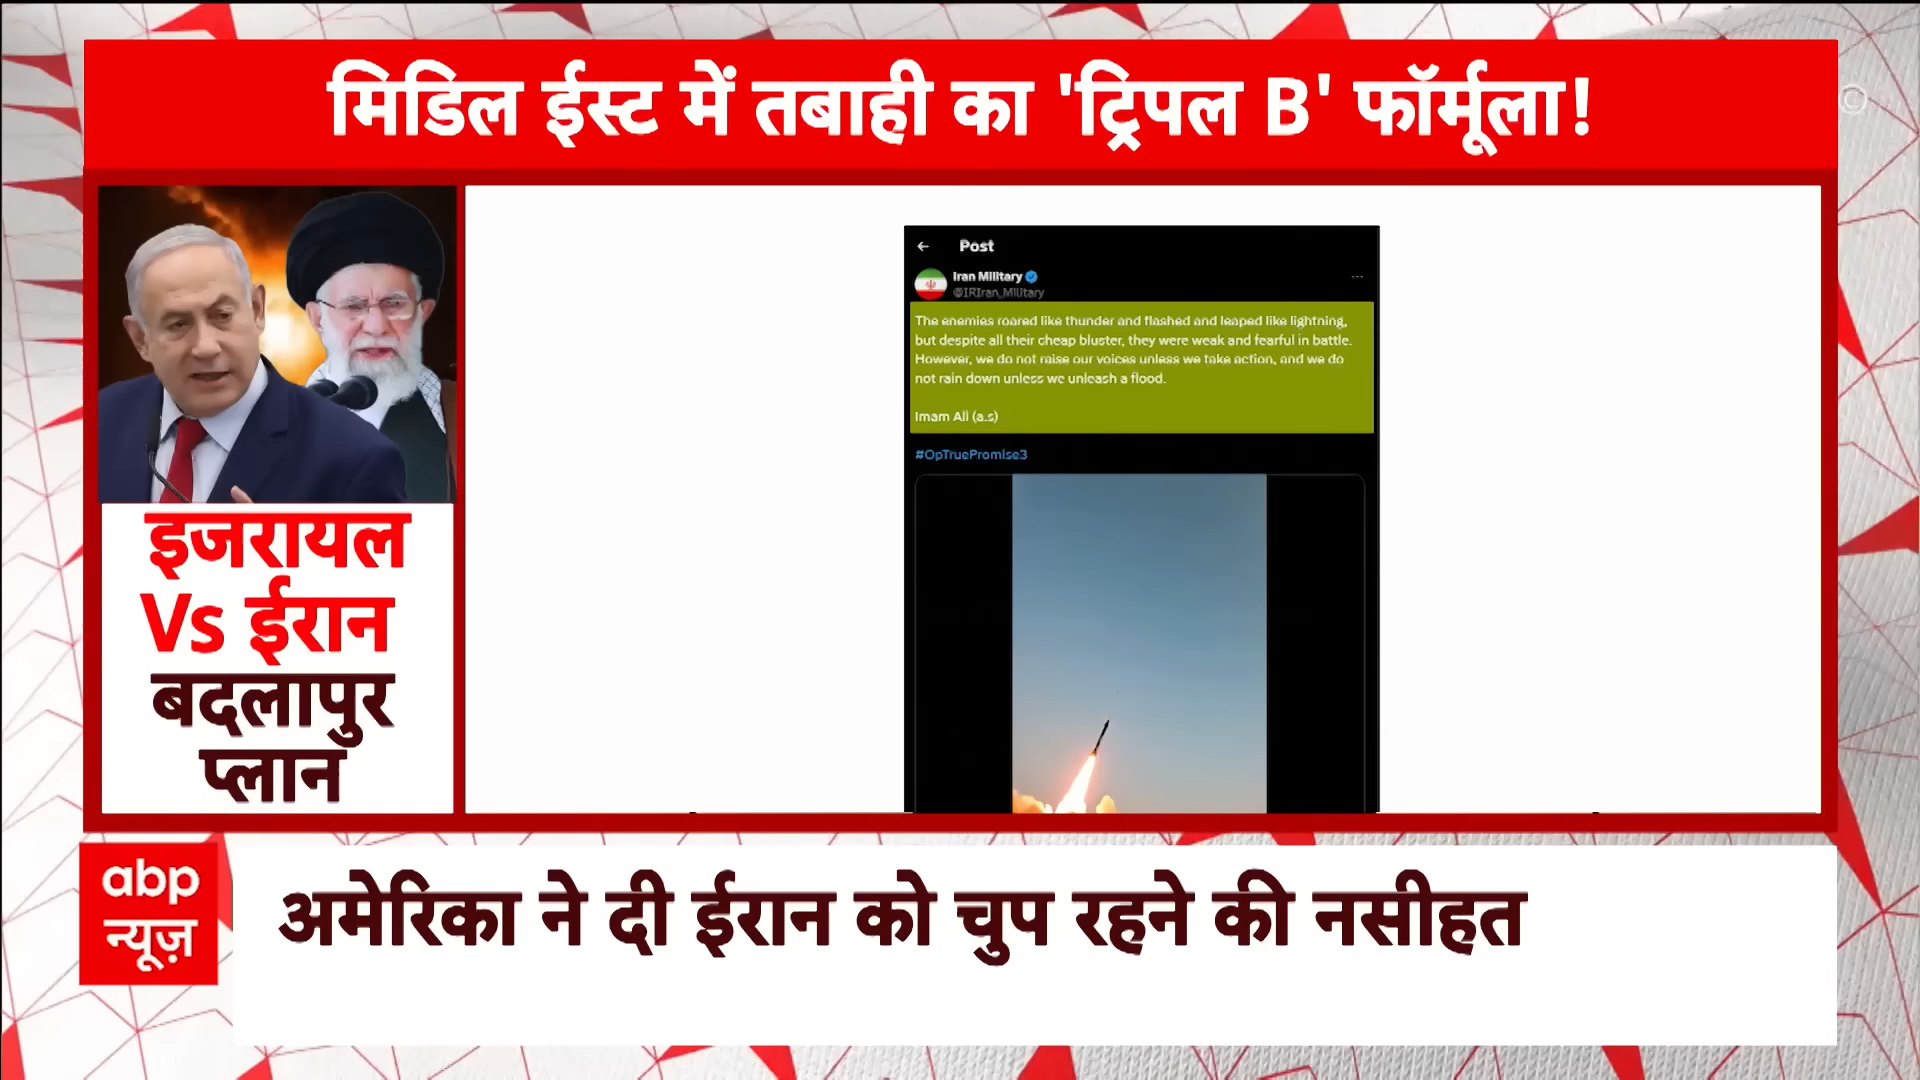 मिडिल ईस्ट में तबाही का 'ट्रिपल B' फॉर्मूला!
©
← Post
Iran Military
@IRIran_Military
...
The enemies roared like thunder and flashed and leaped like lightning,
but despite all their cheap bluster, they were weak and fearful in battle.
However, we do not raise our voices unless we take action, and we do
not rain down unless we unleash a flood.
Imam Ali (a.s)
#OpTruePromise3
इजरायल
Vs ईरान
बदलापुर
प्लान
abp
न्यूज़
अमेरिका ने दी ईरान को चुप रहने की नसीहत